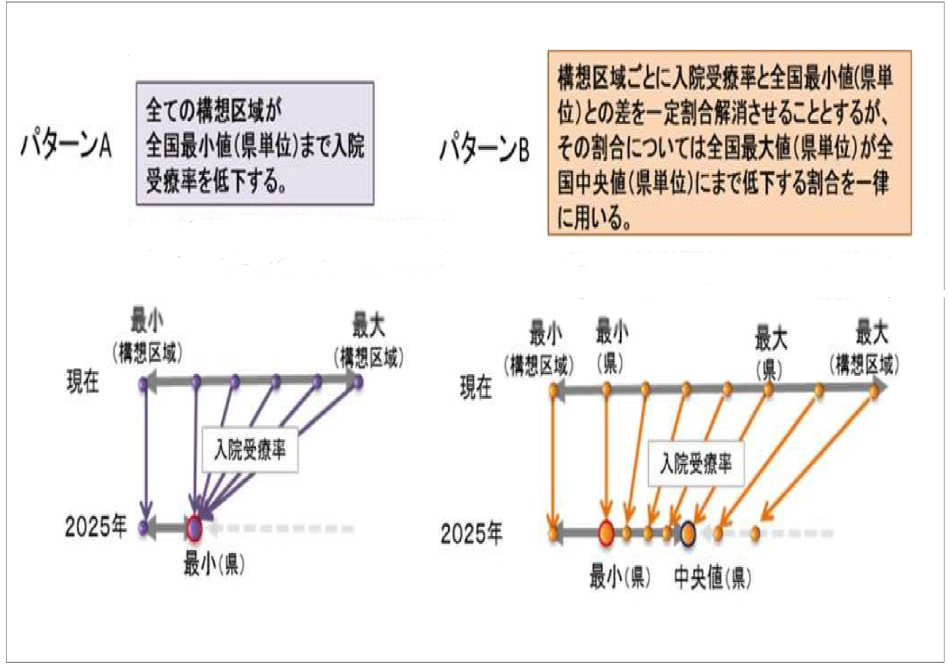 パターンA
全ての構想区域が
全国最小値(県単位)まで入院
受療率を低下する。
パターンB
構想区域ごとに入院受療率と全国最小値(県単
位)との差を一定割合解消させることとするが、
その割合については全国最大値(県単位)が全
国中央値(県単位)にまで低下する割合を一律
に用いる。
最小
(構想区域)
最大
(構想区域)
現在
入院受療率
2025年
最小(県)
最小
(構想区域)
最小
(県)
最大
(県)
最大
(構想区域)
現在
入院受療率
2025年
最小(県)
中央値(県)